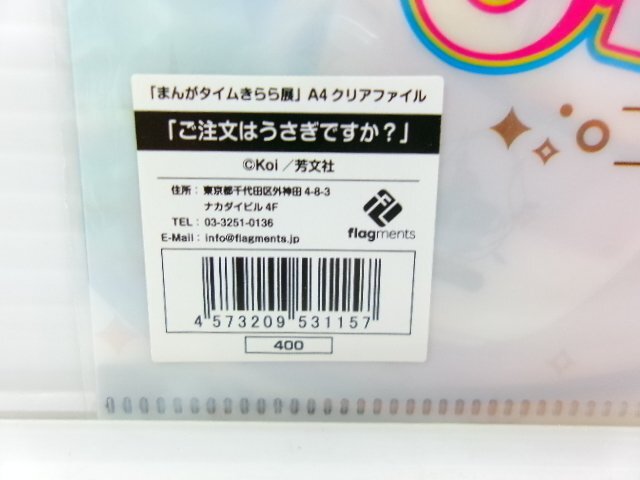 「まんがタイムきらら展」A4クリアファイル
「ご注文はうさぎですか？」
©Koi／芳文社
住所： 東京都千代田区外神田 4-8-3
ナカダイビル 4F
TEL： 03-3251-0136
E-Mail： info@flagments.jp
flagments
4 573209 531157
400